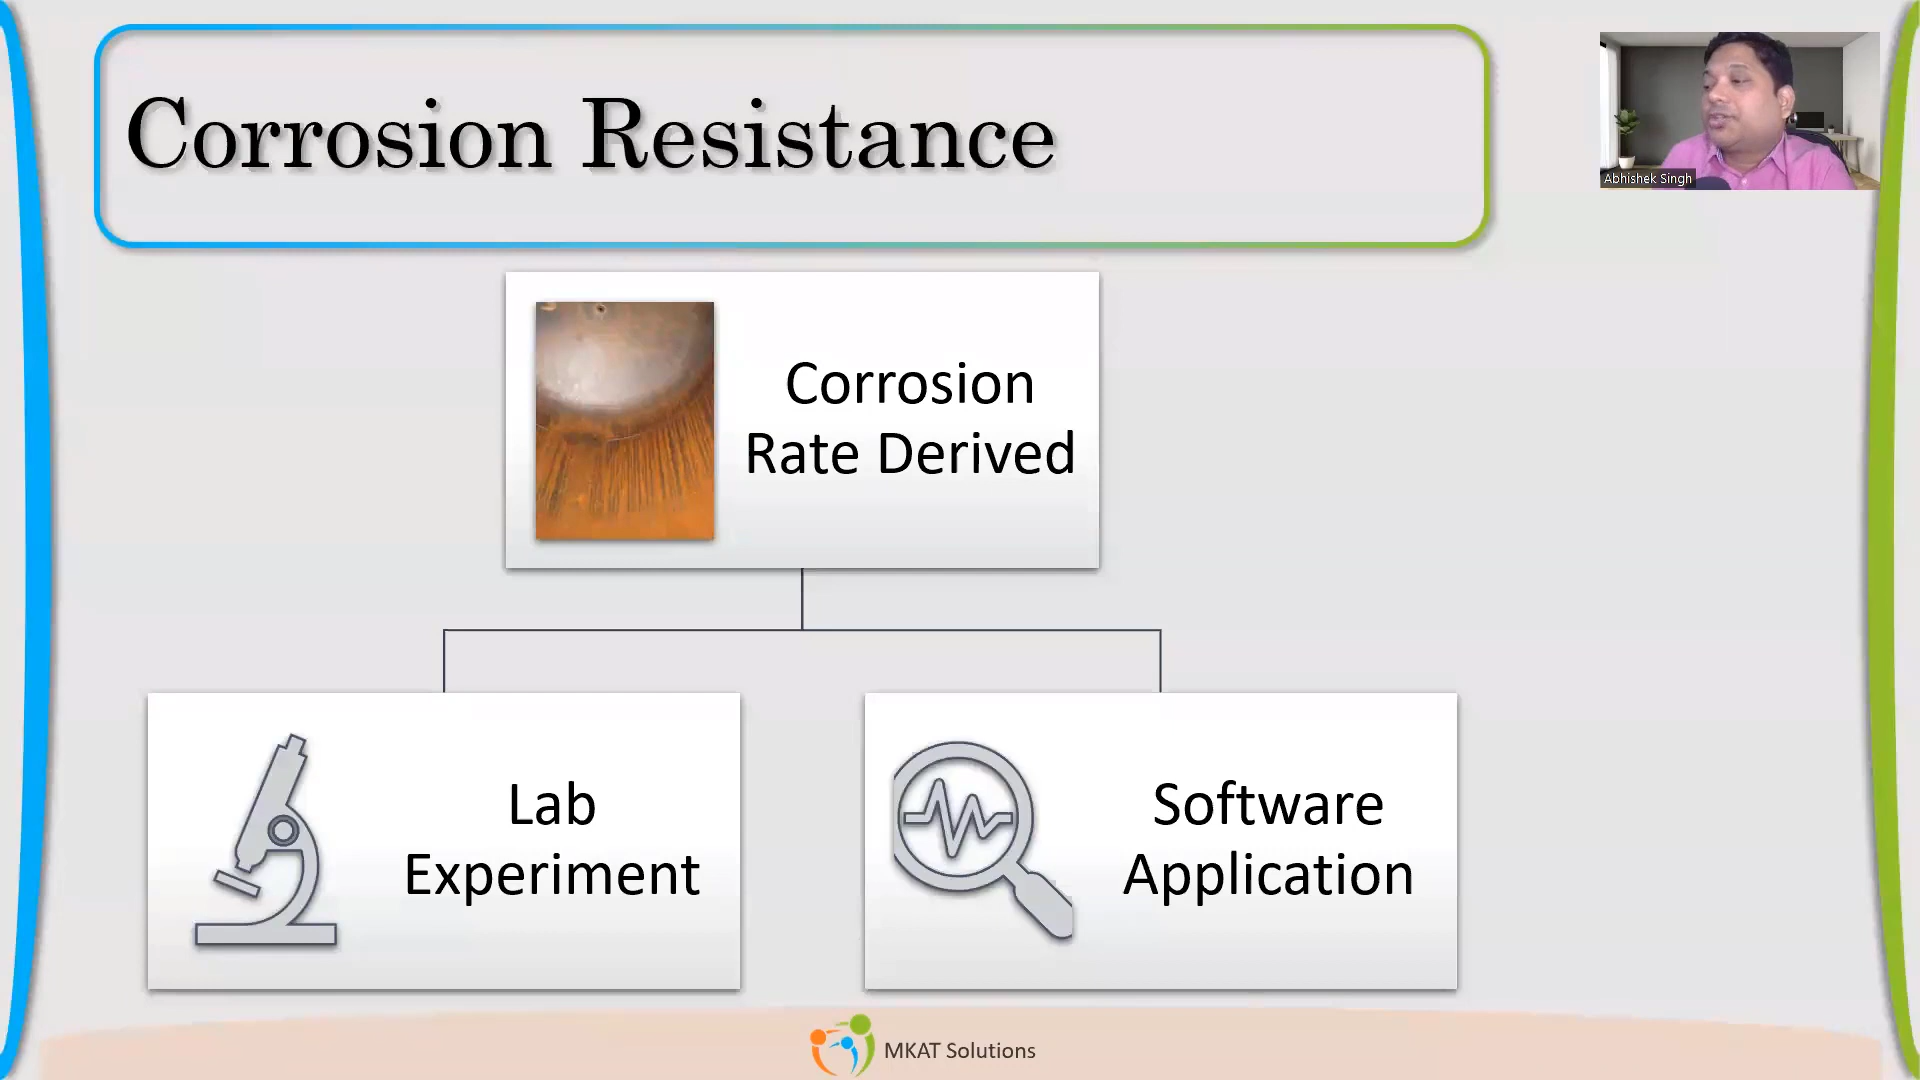 Corrosion Resistance
Abhishek Singh
Corrosion
Rate Derived
Lab
Experiment
Software
Application
MKAT Solutions